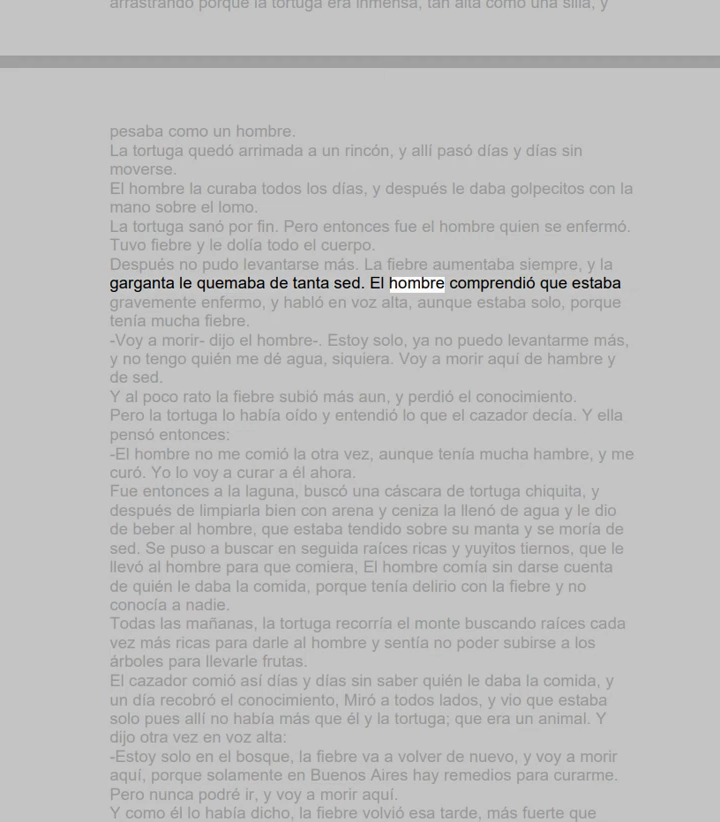 arrastrando porque la tortuga era inmensa, tan alta como una silla, y
pesaba como un hombre.
La tortuga quedó arrimada a un rincón, y allí pasó días y días sin
moverse.
El hombre la curaba todos los días, y después le daba golpecitos con la
mano sobre el lomo.
La tortuga sanó por fin. Pero entonces fue el hombre quien se enfermó.
Tuvo fiebre y le dolía todo el cuerpo.
Después no pudo levantarse más. La fiebre aumentaba siempre, y la
garganta le quemaba de tanta sed. El hombre comprendió que estaba
gravemente enfermo, y habló en voz alta, aunque estaba solo, porque
tenía mucha fiebre.
-Voy a morir- dijo el hombre-. Estoy solo, ya no puedo levantarme más,
y no tengo quién me dé agua, siquiera. Voy a morir aquí de hambre y
de sed.
Y al poco rato la fiebre subió más aun, y perdió el conocimiento.
Pero la tortuga lo había oído y entendió lo que el cazador decía. Y ella
pensó entonces:
-El hombre no me comió la otra vez, aunque tenía mucha hambre, y me
curó. Yo lo voy a curar a él ahora.
Fue entonces a la laguna, buscó una cáscara de tortuga chiquita, y
después de limpiarla bien con arena y ceniza la llenó de agua y le dio
de beber al hombre, que estaba tendido sobre su manta y se moría de
sed. Se puso a buscar en seguida raíces ricas y yuyitos tiernos, que le
llevó al hombre para que comiera, El hombre comía sin darse cuenta
de quién le daba la comida, porque tenía delirio con la fiebre y no
conocía a nadie.
Todas las mañanas, la tortuga recorría el monte buscando raíces cada
vez más ricas para darle al hombre y sentía no poder subirse a los
árboles para llevarle frutas.
El cazador comió así días y días sin saber quién le daba la comida, y
un día recobró el conocimiento, Miró a todos lados, y vio que estaba
solo pues allí no había más que él y la tortuga; que era un animal. Y
dijo otra vez en voz alta:
-Estoy solo en el bosque, la fiebre va a volver de nuevo, y voy a morir
aquí, porque solamente en Buenos Aires hay remedios para curarme.
Pero nunca podré ir, y voy a morir aquí.
Y como él lo había dicho, la fiebre volvió esa tarde, más fuerte que